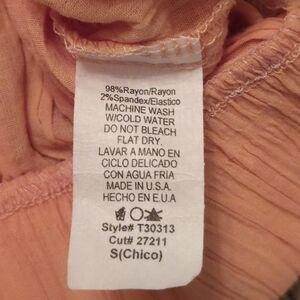 98%Rayon/Rayon
2%Spandex/Elastico
MACHINE WASH
W/COLD WATER
DO NOT BLEACH
FLAT DRY.
LAVAR A MANO EN
CICLO DELICADO
CON AGUA FRIA
MADE IN U.S.A.
HECHO EN E.U.A
Style# T30313
Cut# 27211
S(Chico)